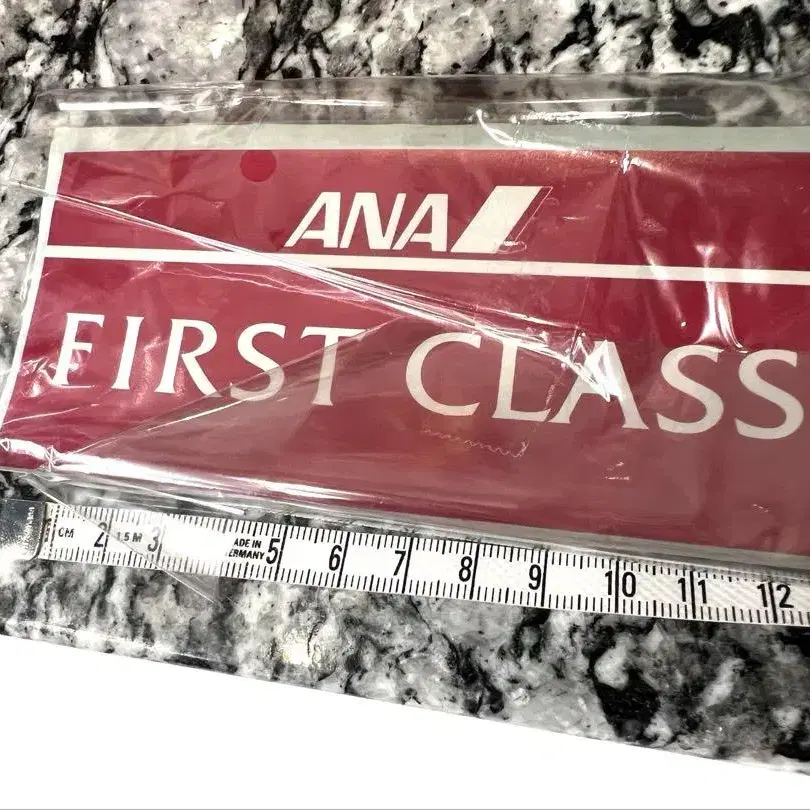 ANA
FIRST CLASS
CM 2 1.5 M 3 ADE IN 5 6 7 8 9 10 11 12
ERMANY